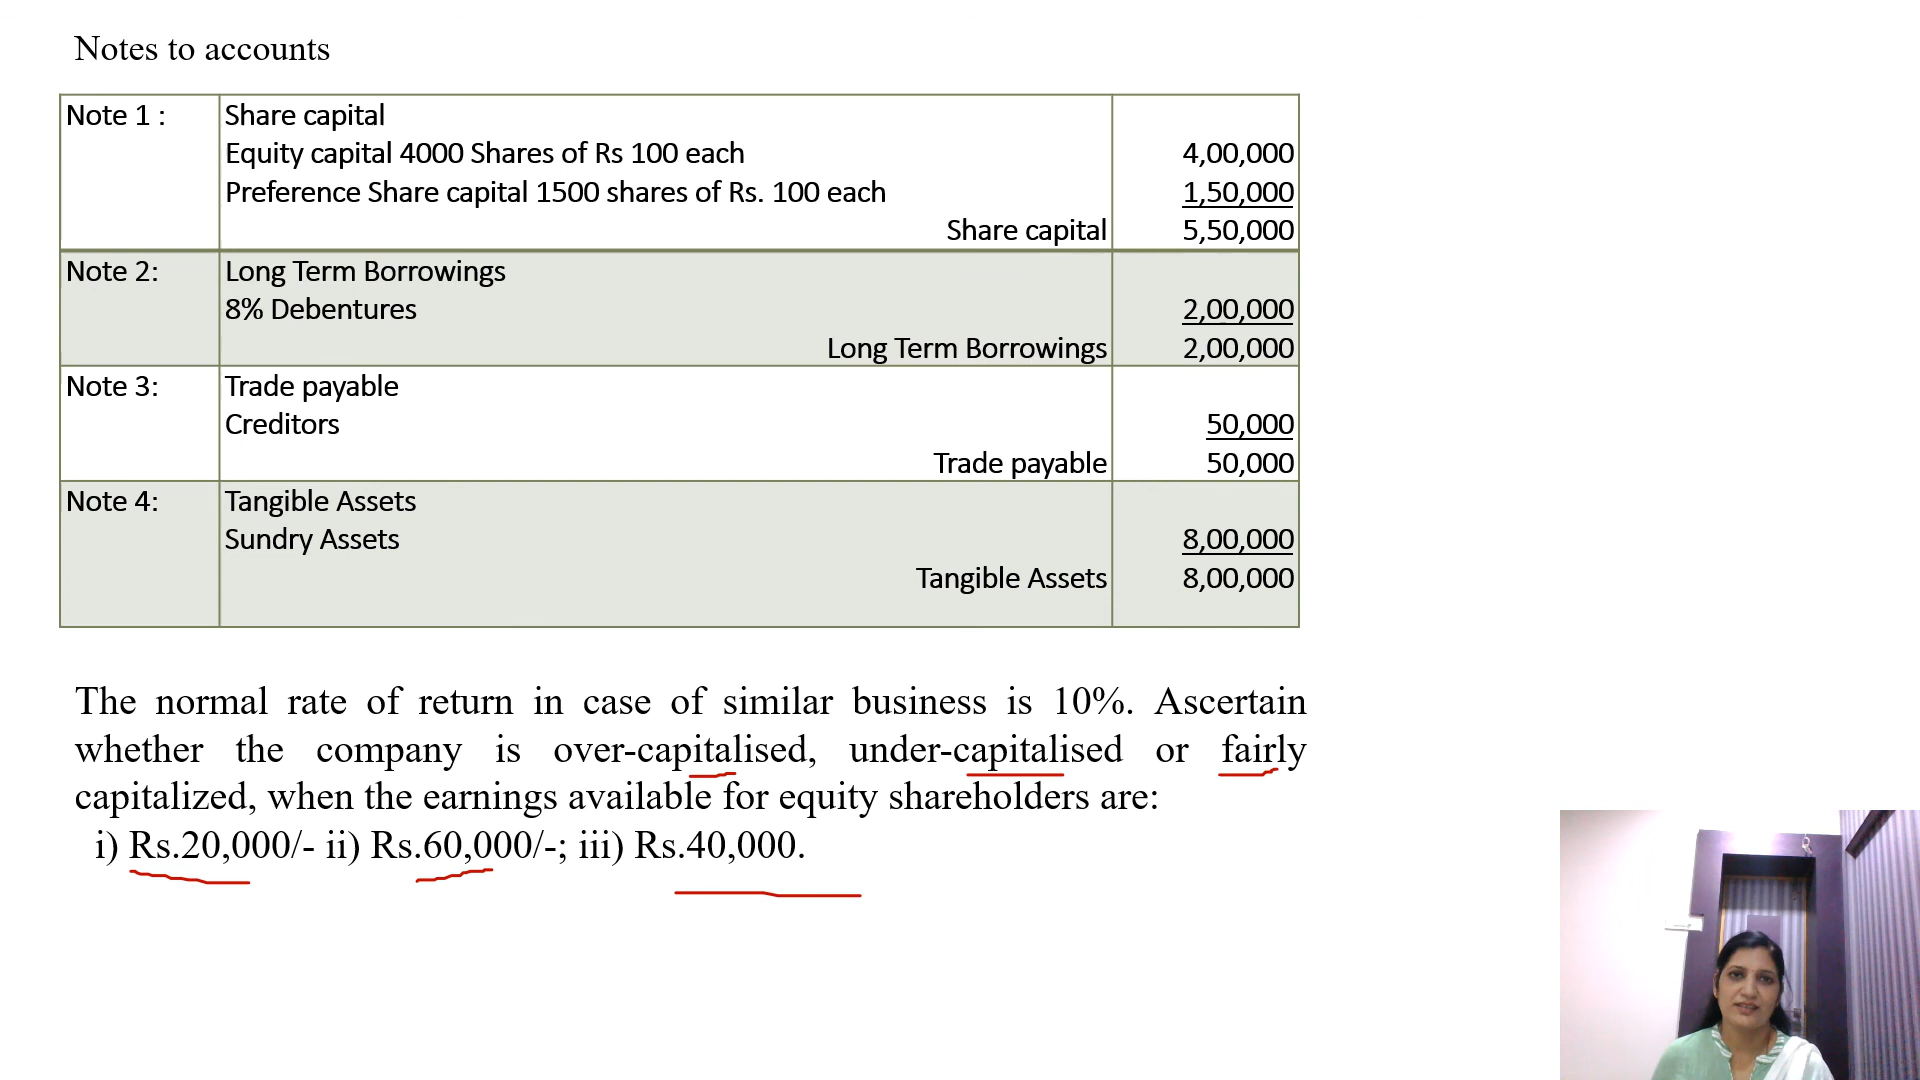 Notes to accounts
Note 1 : Share capital
Equity capital 4000 Shares of Rs 100 each 4,00,000
Preference Share capital 1500 shares of Rs. 100 each 1,50,000
Share capital 5,50,000
Note 2: Long Term Borrowings
8% Debentures 2,00,000
Long Term Borrowings 2,00,000
Note 3: Trade payable
Creditors 50,000
Trade payable 50,000
Note 4: Tangible Assets
Sundry Assets 8,00,000
Tangible Assets 8,00,000
The normal rate of return in case of similar business is 10%. Ascertain
whether the company is over-capitalised, under-capitalised or fairly
capitalized, when the earnings available for equity shareholders are:
i) Rs.20,000/- ii) Rs.60,000/-; iii) Rs.40,000.